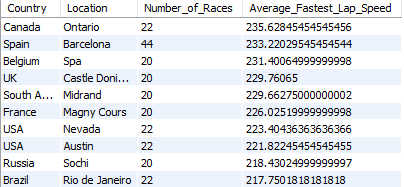 Country Location Number_of_Races Average_Fastest_Lap_Speed
Canada Ontario 22 235.62845454545456
Spain Barcelona 44 233.22029545454544
Belgium Spa 20 231.40064999999998
UK Castle Doni... 20 229.76065
South A... Midrand 20 229.66275000000002
France Magny Cours 20 226.02519999999998
USA Nevada 22 223.40436363636366
USA Austin 22 221.82245454545455
Russia Sochi 20 218.43024999999997
Brazil Rio de Janeiro 22 217.7501818181818